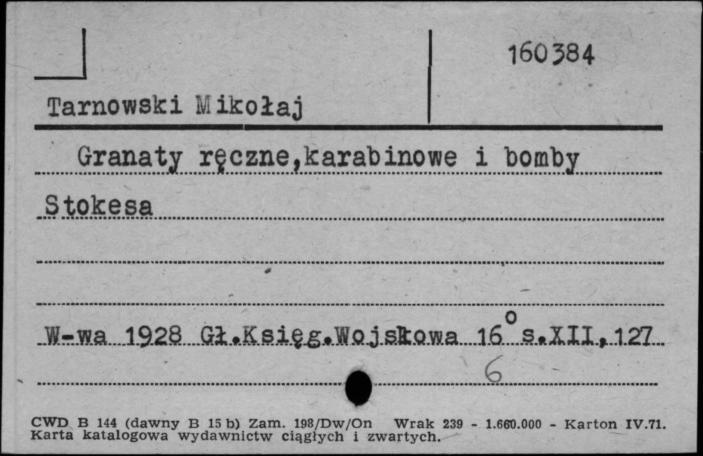 160384
Tarnowski Mikołaj
Granaty ręczne,karabinowe i bomby
Stokesa
W-wa 1928 Gł.Księg.Wojskowa 16° s.XII,127
6
CWD B 144 (dawny B 15 b) Zam. 198/Dw/On Wrak 239 - 1.660.000 - Karton IV.71.
Karta katalogowa wydawnictw ciągłych i zwartych.